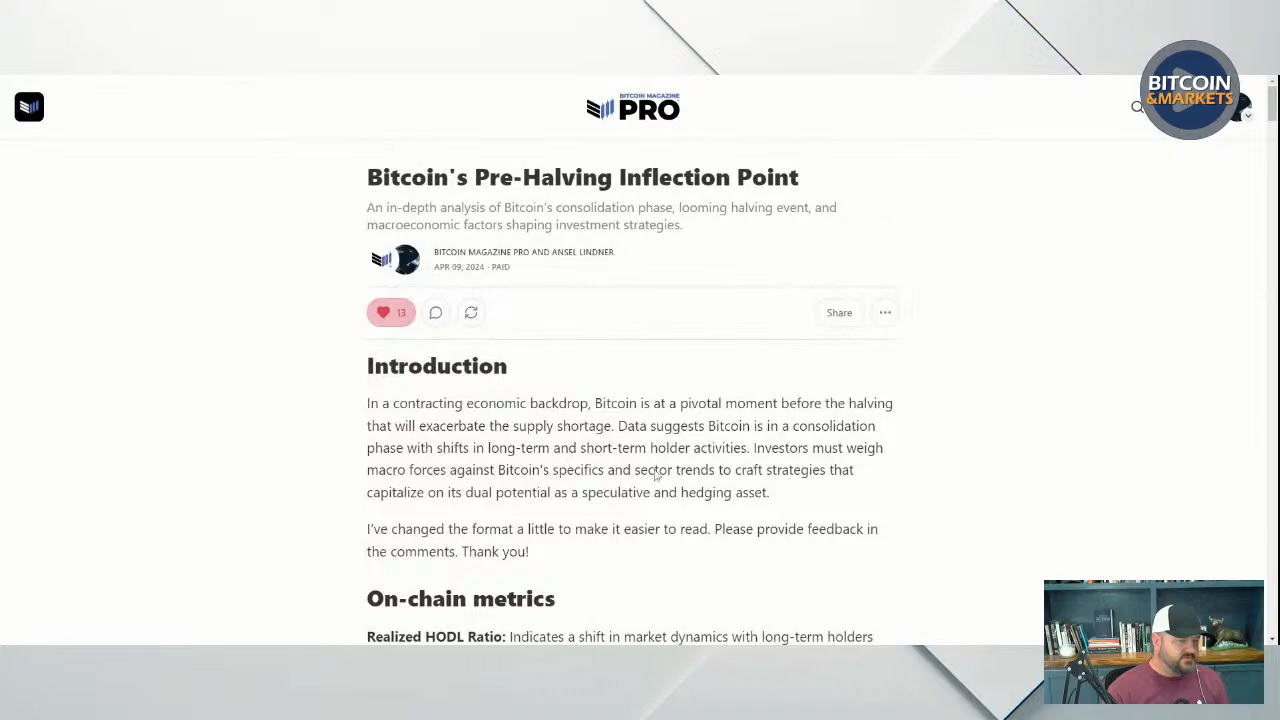 BITCOIN
&MARKETS
BITCOIN MAGAZINE
PRO
Bitcoin's Pre-Halving Inflection Point
An in-depth analysis of Bitcoin's consolidation phase, looming halving event, and
macroeconomic factors shaping investment strategies.
BITCOIN MAGAZINE PRO AND ANSEL LINDNER
APR 09, 2024 · PAID
13
Share
Introduction
In a contracting economic backdrop, Bitcoin is at a pivotal moment before the halving
that will exacerbate the supply shortage. Data suggests Bitcoin is in a consolidation
phase with shifts in long-term and short-term holder activities. Investors must weigh
macro forces against Bitcoin's specifics and sector trends to craft strategies that
capitalize on its dual potential as a speculative and hedging asset.
I've changed the format a little to make it easier to read. Please provide feedback in
the comments. Thank you!
On-chain metrics
Realized HODL Ratio: Indicates a shift in market dynamics with long-term holders